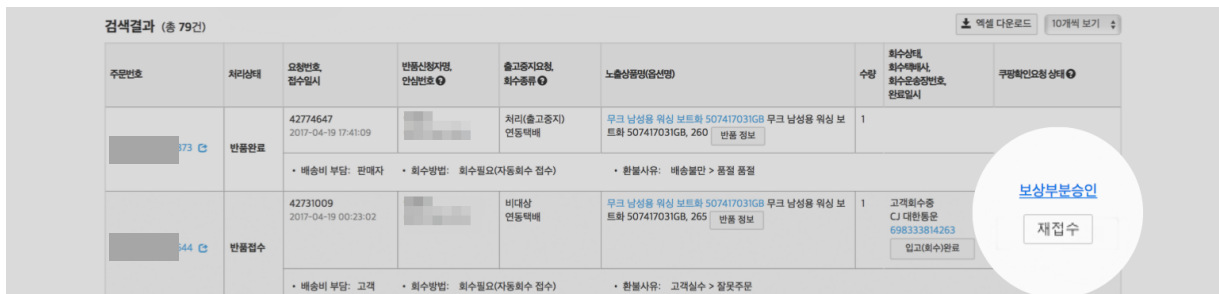 검색결과 (총 79건)
엑셀 다운로드
10개씩 보기
주문번호
처리상태
요청번호,
접수일시
반품신청자명,
안심번호
출고중지요청,
회수종류
노출상품명(옵션명)
수량
회수상태,
회수택배사,
회수운송장번호,
완료일시
쿠팡확인요청 상태
373
반품완료
42774647
2017-04-19 17:41:09
처리(출고중지)
연동택배
무크 남성용 워싱 보트화 507417031GB 무크 남성용 워싱 보
트화 507417031GB, 260 반품 정보
1
• 배송비 부담: 판매자 • 회수방법: 회수필요(자동회수 접수) • 환불사유: 배송불만 > 품절 품절
544
반품접수
42731009
2017-04-19 00:23:02
비대상
연동택배
무크 남성용 워싱 보트화 507417031GB 무크 남성용 워싱 보
트화 507417031GB, 265 반품 정보
1
고객회수중
CJ 대한통운
698333814263
입고(회수)완료
보상부분승인
재접수
• 배송비 부담: 고객 • 회수방법: 회수필요(자동회수 접수) • 환불사유: 고객실수 > 잘못주문